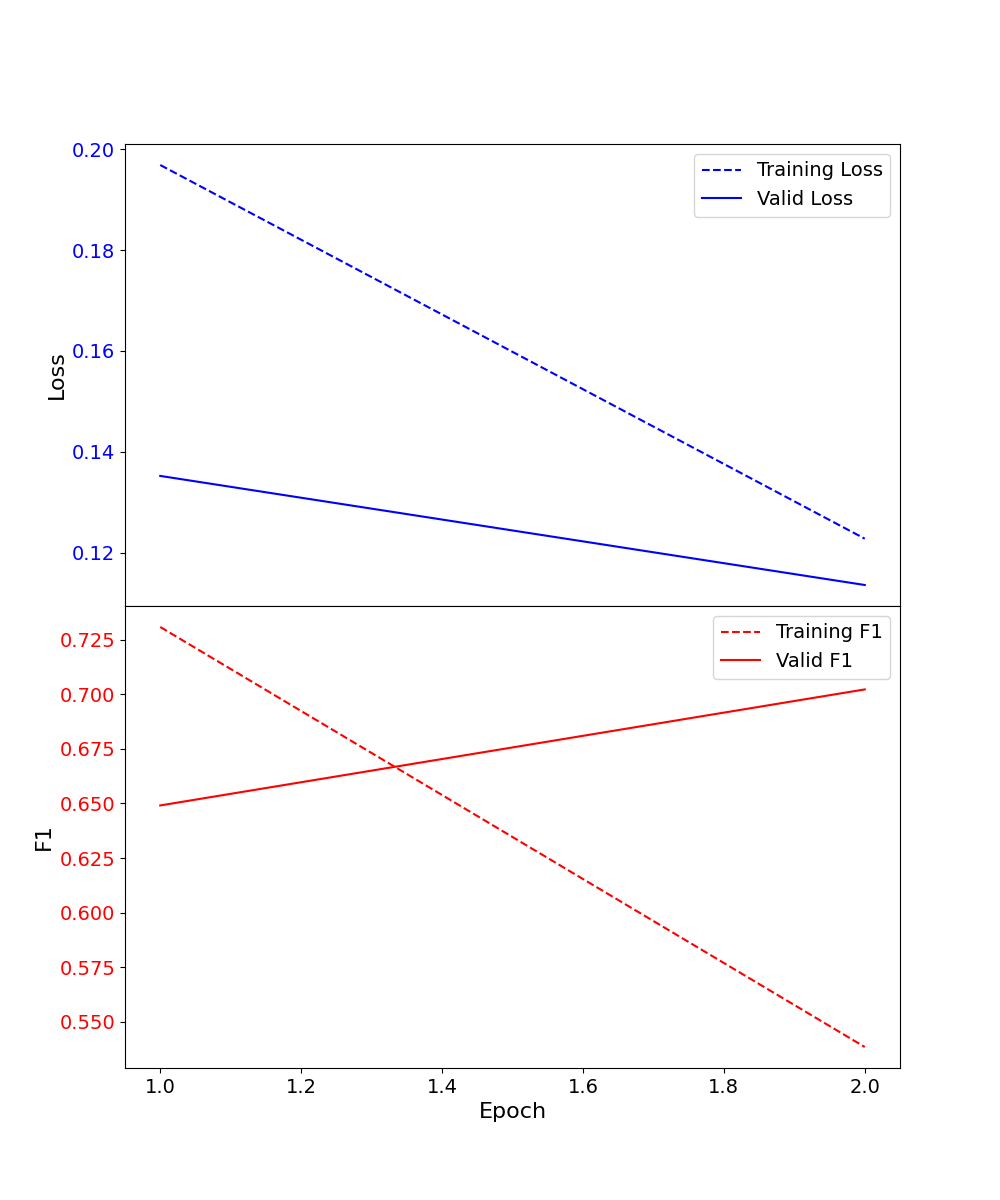 0.20
0.18
0.16
0.14
0.12
Loss
Training Loss
Valid Loss
0.725
0.700
0.675
0.650
0.625
0.600
0.575
0.550
F1
Training F1
Valid F1
1.0 1.2 1.4 1.6 1.8 2.0
Epoch